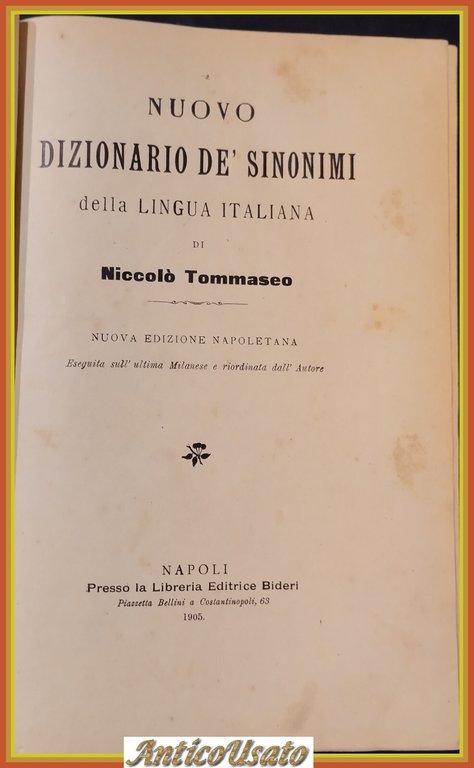 NUOVO
DIZIONARIO DE' SINONIMI
della LINGUA ITALIANA
DI
Niccolò Tommaseo
NUOVA EDIZIONE NAPOLETANA
Eseguita sull' ultima Milanese e riordinata dall' Autore
NAPOLI
Presso la Libreria Editrice Bideri
Piazzetta Bellini a Costantinopoli, 63
1905.
AnticoUsato